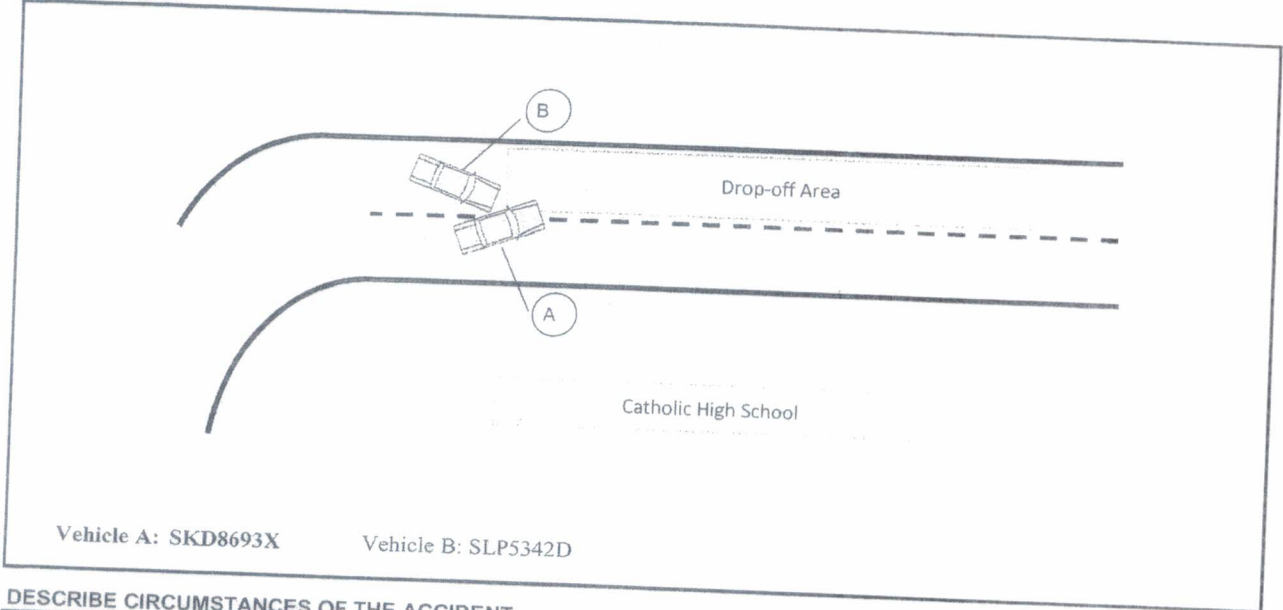 B
Drop-off Area
A
Catholic High School
Vehicle A: SKD8693X Vehicle B: SLP5342D
DESCRIBE CIRCUMSTANCES OF THE ACCIDENT